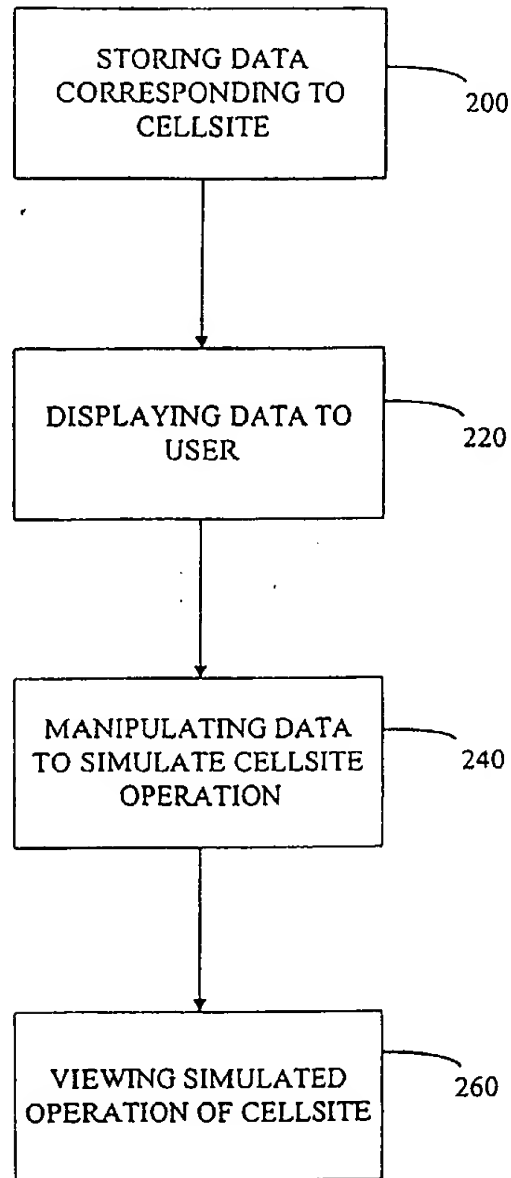 STORING DATA
CORRESPONDING TO
CELLSITE
200
DISPLAYING DATA TO
USER
220
MANIPULATING DATA
TO SIMULATE CELLSITE
OPERATION
240
VIEWING SIMULATED
OPERATION OF CELLSITE
260